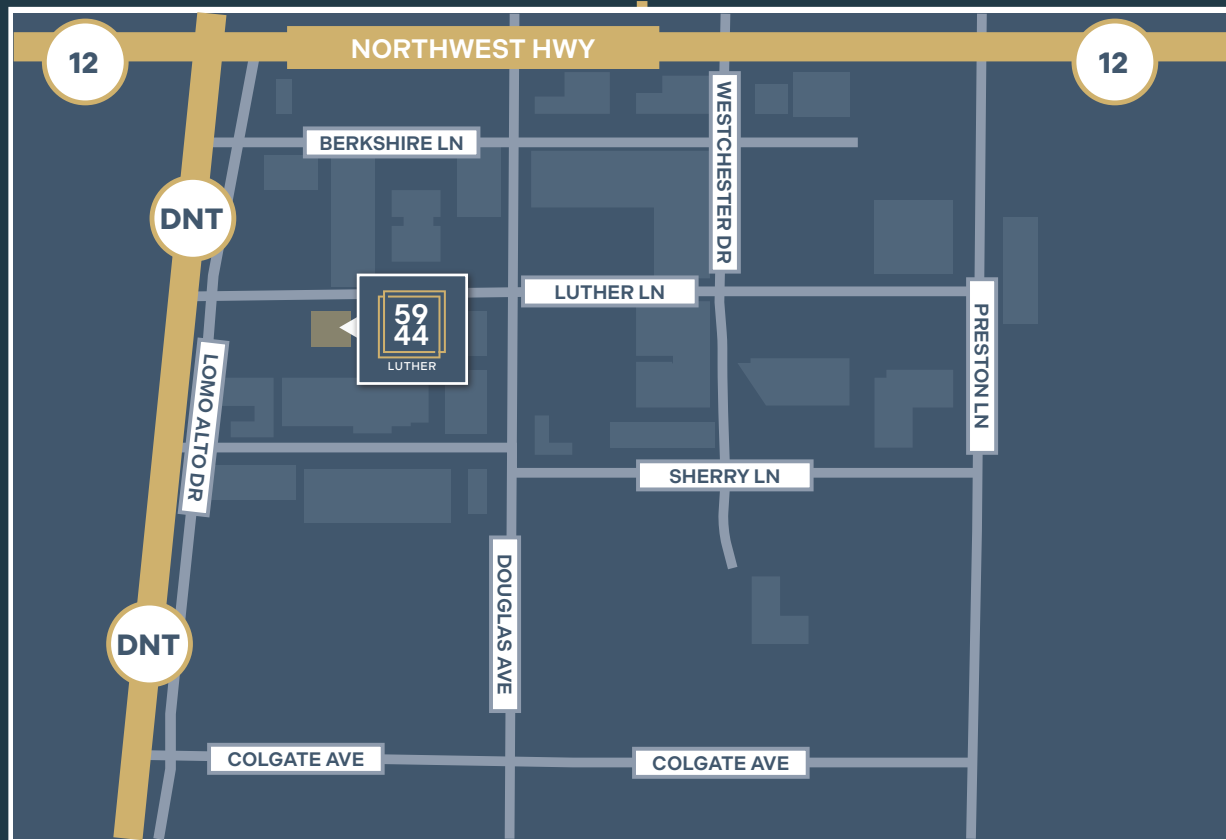 NORTHWEST HWY
12
12
WESTCHESTER DR
BERKSHIRE LN
DNT
LUTHER LN
59
44
LUTHER
PRESTON LN
LOMO ALTO DR
SHERRY LN
DOUGLAS AVE
DNT
COLGATE AVE
COLGATE AVE